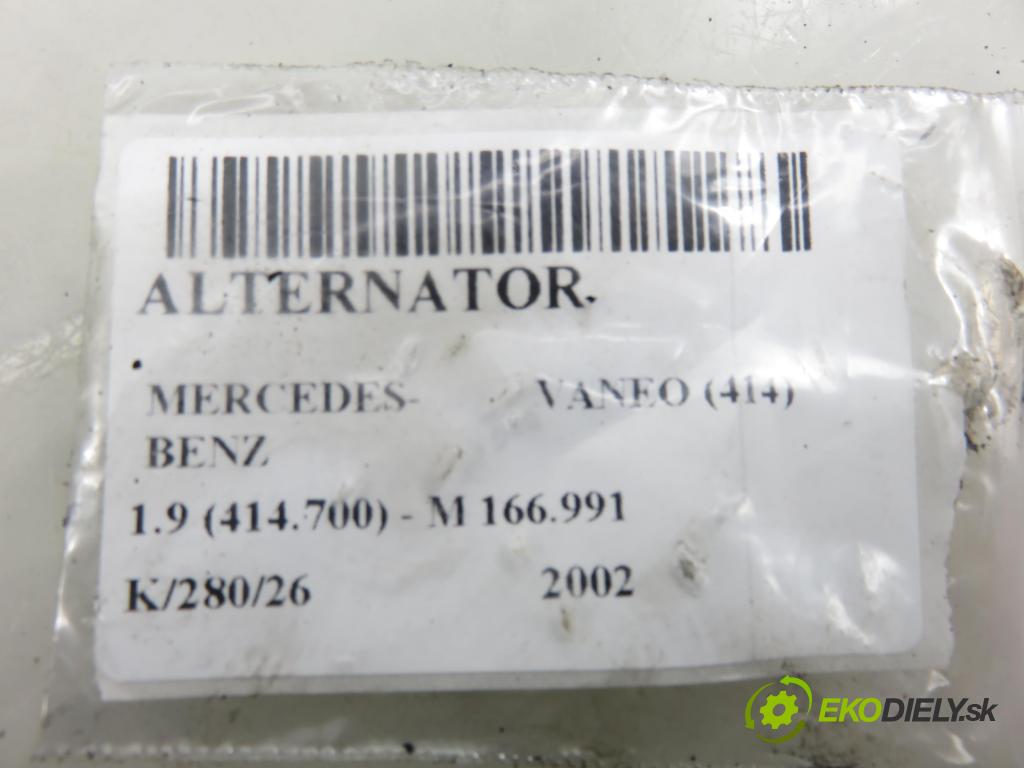 ALTERNATOR
MERCEDES-BENZ VANEO (414)
1.9 (414.700) - M 166.991
K/280/26 2002
EKODIELY.sk